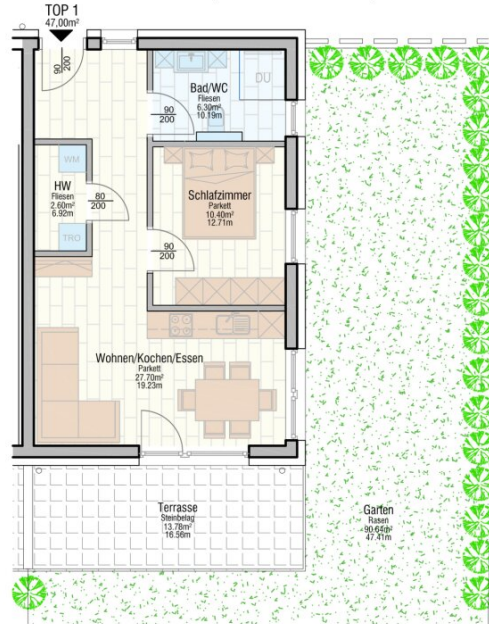 TOP 1
47,00m²
90
200
Bad/WC
Fliesen
6.30m²
10.19m
DU
90
200
WM
HW
Fliesen
2.60m²
6.92m
80
200
TRO
Schlafzimmer
Parkett
10.40m²
12.71m
90
200
Wohnen/Kochen/Essen
Parkett
27.70m²
19.23m
Terrasse
Steinbelag
13.78m²
16.56m
Garten
Rasen
90.64m²
47.41m